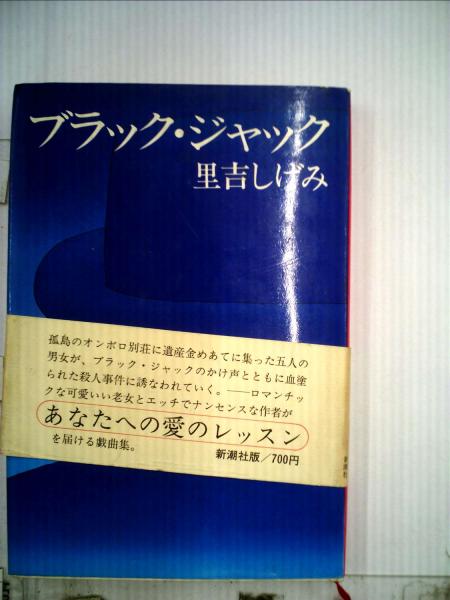 ブラック・ジャック
里吉しげみ
孤島のオンボロ別荘に遺産金めあてに集った五人の
男女が、ブラック・ジャックのかけ声とともに血塗
られた殺人事件に誘なわれていく。――ロマンチッ
クな可愛いい老女とエッチでナンセンスな作者が
あなたへの愛のレッスン
を届ける戯曲集。
新潮社版/700円
新潮社